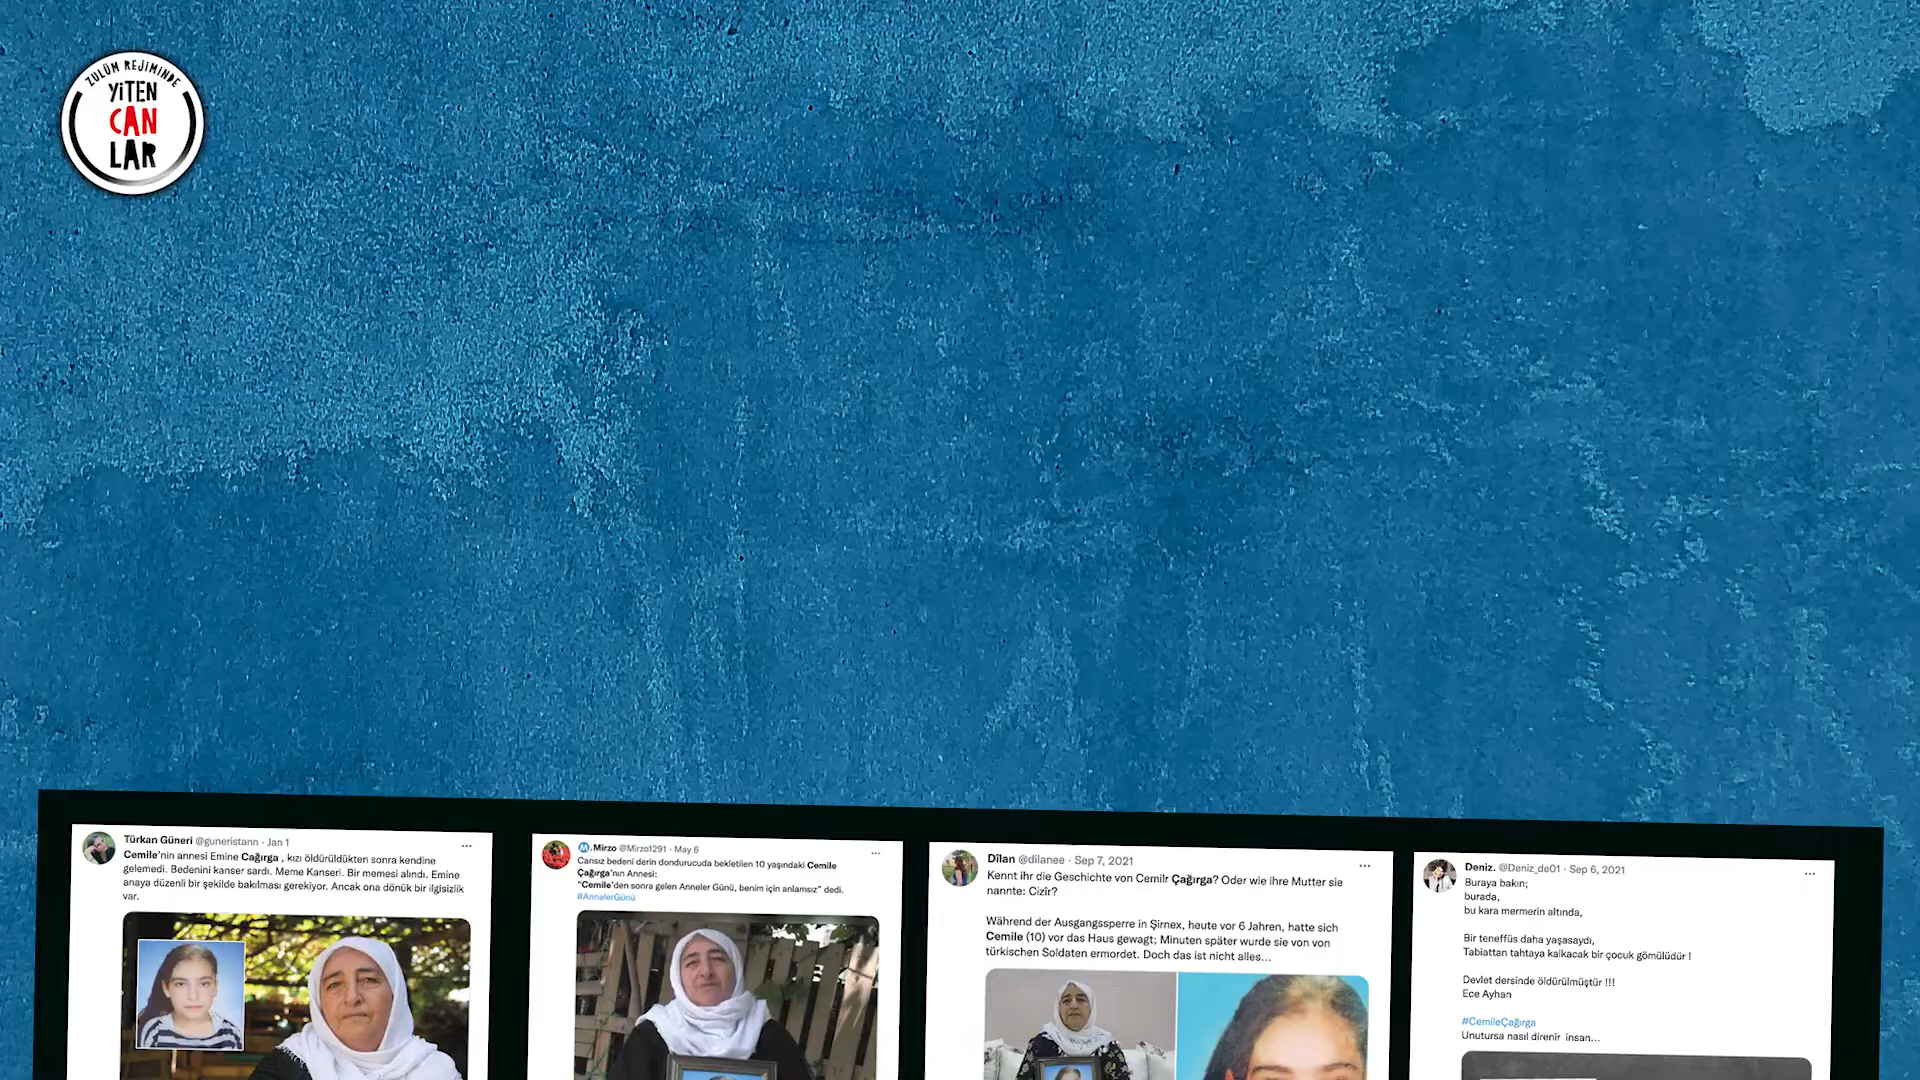 ZULÜM REJİMİNDE
YİTEN
CAN
LAR
Türkan Güneri @guneristann · Jan 1
Cemile'nin annesi Emine Cağırga , kızı öldürüldükten sonra kendine
gelemedi. Bedenini kanser sardı. Meme Kanseri. Bir memesi alındı. Emine
anaya düzenli bir şekilde bakılması gerekiyor. Ancak ona dönük bir ilgisizlik
var.
M.Mirzo @Mirzo1291 · May 6
Cansız bedeni derin dondurucuda bekletilen 10 yaşındaki Cemile
Çağırga'nın Annesi:
"Cemile'den sonra gelen Anneler Günü, benim için anlamsız" dedi.
#AnnelerGünü
Dîlan @dilanee · Sep 7, 2021
Kennt ihr die Geschichte von Cemilr Çağırga? Oder wie ihre Mutter sie
nannte: Cizîr?
Während der Ausgangssperre in Şirnex, heute vor 6 Jahren, hatte sich
Cemile (10) vor das Haus gewagt; Minuten später wurde sie von von
türkischen Soldaten ermordet. Doch das ist nicht alles...
Deniz. @Deniz_de01 · Sep 6, 2021
Buraya bakın;
burada,
bu kara mermerin altında,
Bir teneffüs daha yaşasaydı,
Tabiattan tahtaya kalkacak bir çocuk gömülüdür !
Devlet dersinde öldürülmüştür !!!
Ece Ayhan
#CemileÇağırga
Unutursa nasıl direnir insan...